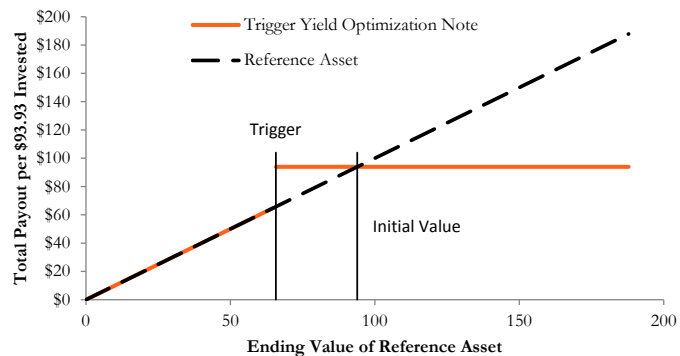 Trigger Yield Optimization Note
Reference Asset
Total Payout per $93.93 Invested
$200
$180
$160
$140
$120
$100
$80
$60
$40
$20
$0
Trigger
Initial Value
0
50
100
150
200
Ending Value of Reference Asset